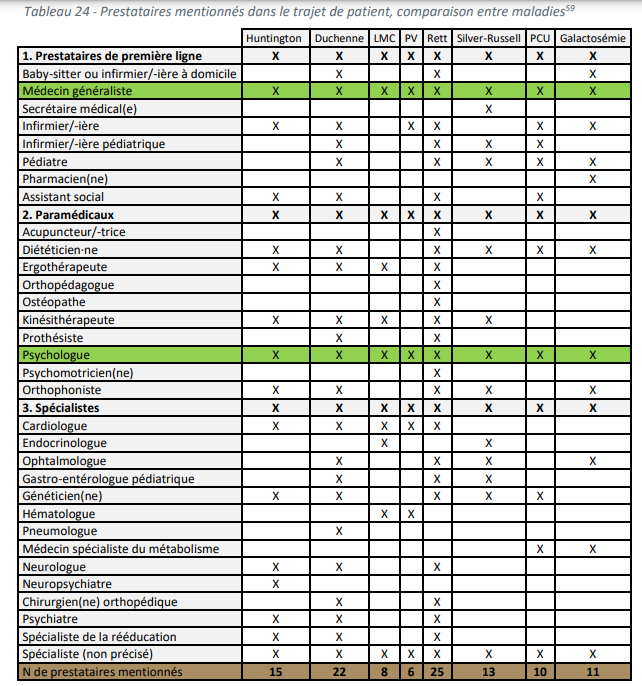 Tableau 24 - Prestataires mentionnés dans le trajet de patient, comparaison entre maladies59
Huntington Duchenne LMC PV Rett Silver-Russell PCU Galactosémie
1. Prestataires de première ligne X X X X X X X X
Baby-sitter ou infirmier/-ière à domicile X X X
Médecin généraliste X X X X X X X X
Secrétaire médical(e) X
Infirmier/-ière X X X X X X
Infirmier/-ière pédiatrique X X X X
Pédiatre X X X X X
Pharmacien(ne) X
Assistant social X X X X
2. Paramédicaux X X X X X X X X
Acupuncteur/-trice X
Diététicien·ne X X X X X X
Ergothérapeute X X X X
Orthopédagogue X
Ostéopathe X
Kinésithérapeute X X X X X
Prothésiste X X
Psychologue X X X X X X X X
Psychomotricien(ne) X
Orthophoniste X X X X X
3. Spécialistes X X X X X X X X
Cardiologue X X X X X
Endocrinologue X X
Ophtalmologue X X X X
Gastro-entérologue pédiatrique X X X
Généticien(ne) X X X X X
Hématologue X X
Pneumologue X
Médecin spécialiste du métabolisme X X
Neurologue X X X
Neuropsychiatre X
Chirurgien(ne) orthopédique X X
Psychiatre X X X
Spécialiste de la rééducation X X X
Spécialiste (non précisé) X X X X X X X X
N de prestataires mentionnés 15 22 8 6 25 13 10 11